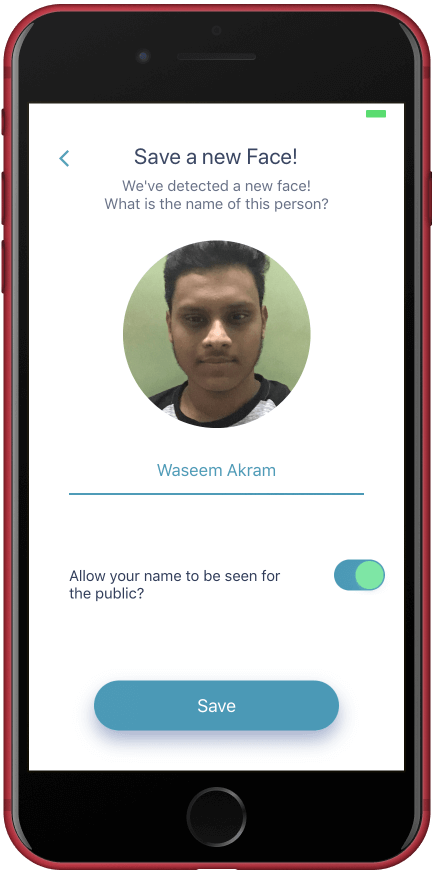 Save a new Face!
We've detected a new face!
What is the name of this person?
Waseem Akram
Allow your name to be seen for
the public?
Save